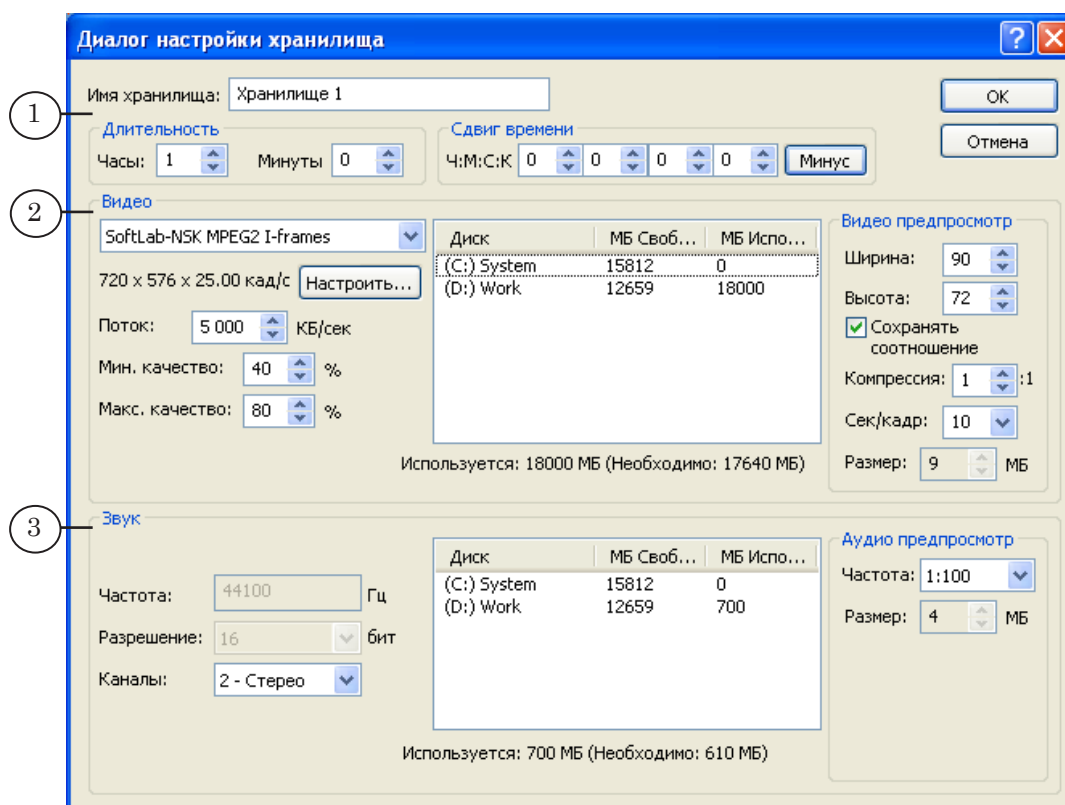 Диалог настройки хранилища
1
Имя хранилища: Хранилище 1
OK
Отмена
Длительность
Часы: 1 Минуты 0
Сдвиг времени
Ч:М:С:К 0 0 0 0 Минус
2
Видео
SoftLab-NSK MPEG2 I-frames
720 x 576 x 25.00 кад/с Настроить...
Поток: 5 000 КБ/сек
Мин. качество: 40 %
Макс. качество: 80 %
Диск МБ Своб... МБ Испо...
(C:) System 15812 0
(D:) Work 12659 18000
Используется: 18000 МБ (Необходимо: 17640 МБ)
Видео предпросмотр
Ширина: 90
Высота: 72
Сохранять
соотношение
Компрессия: 1 :1
Сек/кадр: 10
Размер: 9 МБ
3
Звук
Частота: 44100 Гц
Разрешение: 16 бит
Каналы: 2 - Стерео
Диск МБ Своб... МБ Испо...
(C:) System 15812 0
(D:) Work 12659 700
Используется: 700 МБ (Необходимо: 610 МБ)
Аудио предпросмотр
Частота: 1:100
Размер: 4 МБ